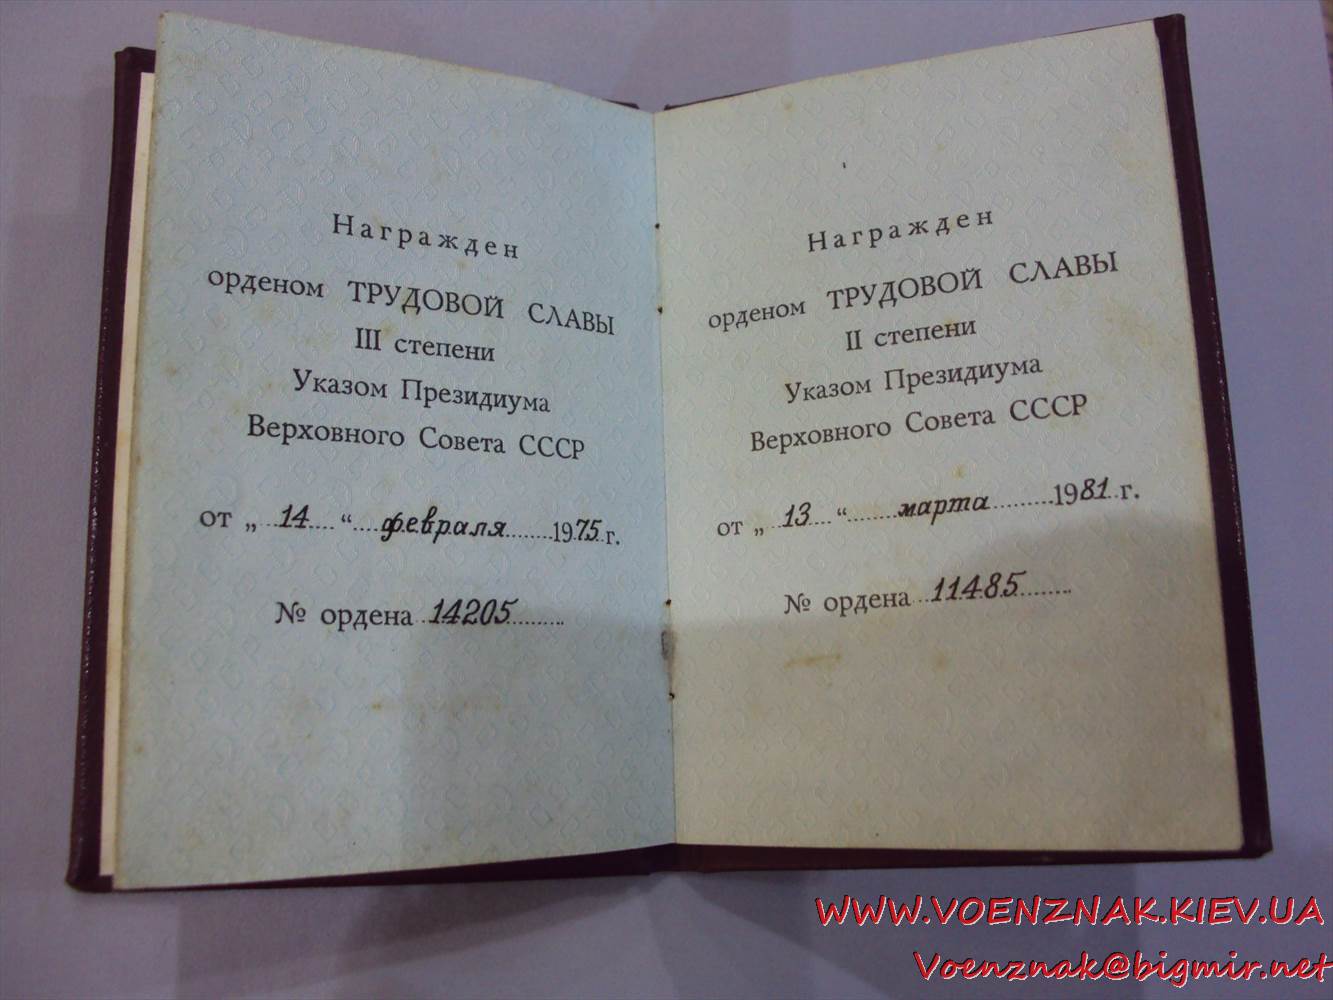 Награжден
орденом ТРУДОВОЙ СЛАВЫ
III степени
Указом Президиума
Верховного Совета СССР
от „ 14 “ февраля 1975 г.
№ ордена 14205
Награжден
орденом ТРУДОВОЙ СЛАВЫ
II степени
Указом Президиума
Верховного Совета СССР
от „ 13 “ марта 1981 г.
№ ордена 11485
WWW.VOENZNAK.KIEV.UA
Voenznak@bigmir.net